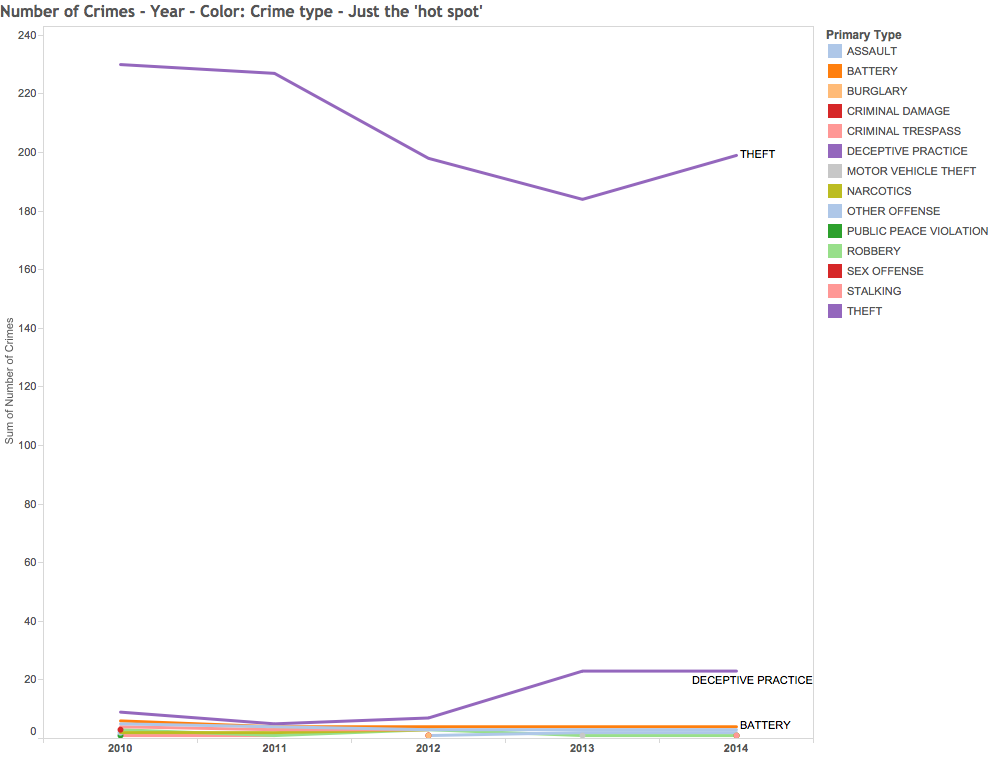 Number of Crimes - Year - Color: Crime type - Just the 'hot spot'
Primary Type
ASSAULT
BATTERY
BURGLARY
CRIMINAL DAMAGE
CRIMINAL TRESPASS
DECEPTIVE PRACTICE
MOTOR VEHICLE THEFT
NARCOTICS
OTHER OFFENSE
PUBLIC PEACE VIOLATION
ROBBERY
SEX OFFENSE
STALKING
THEFT
Sum of Number of Crimes
240
220
200
180
160
140
120
100
80
60
40
20
0
THEFT
DECEPTIVE PRACTICE
BATTERY
2010 2011 2012 2013 2014